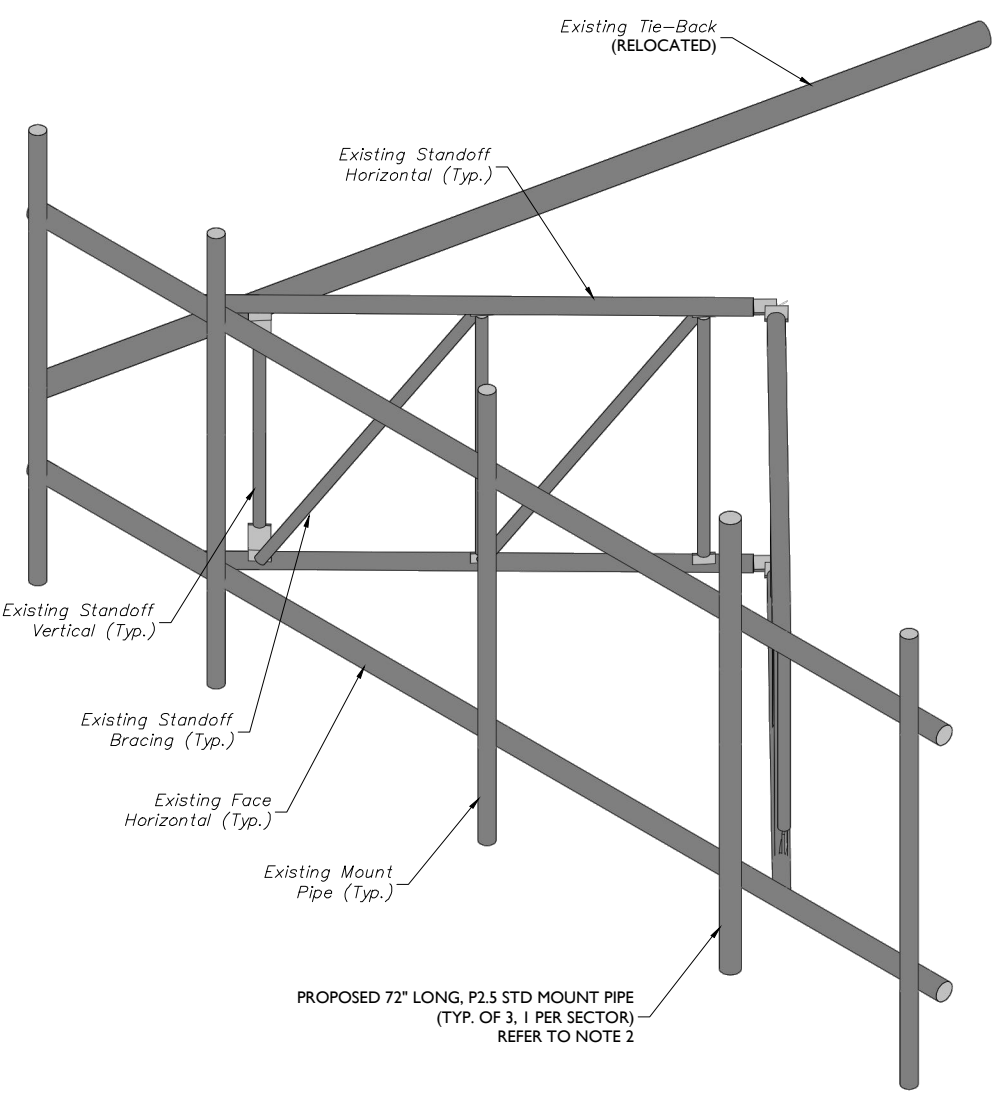 Existing Tie-Back
(RELOCATED)
Existing Standoff
Horizontal (Typ.)
Existing Standoff
Vertical (Typ.)
Existing Standoff
Bracing (Typ.)
Existing Face
Horizontal (Typ.)
Existing Mount
Pipe (Typ.)
PROPOSED 72" LONG, P2.5 STD MOUNT PIPE
(TYP. OF 3, 1 PER SECTOR)
REFER TO NOTE 2